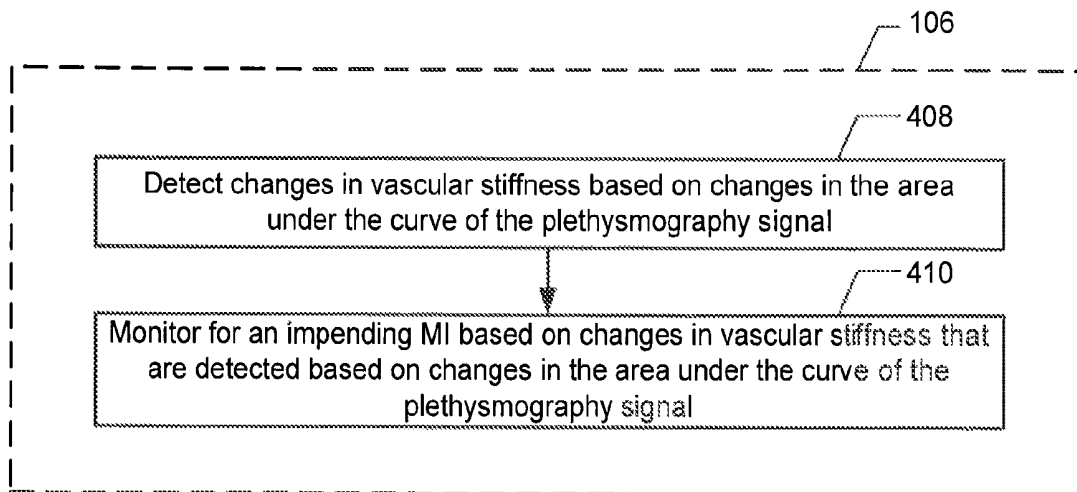 106
408
Detect changes in vascular stiffness based on changes in the area
under the curve of the plethysmography signal
410
Monitor for an impending MI based on changes in vascular stiffness that
are detected based on changes in the area under the curve of the
plethysmography signal